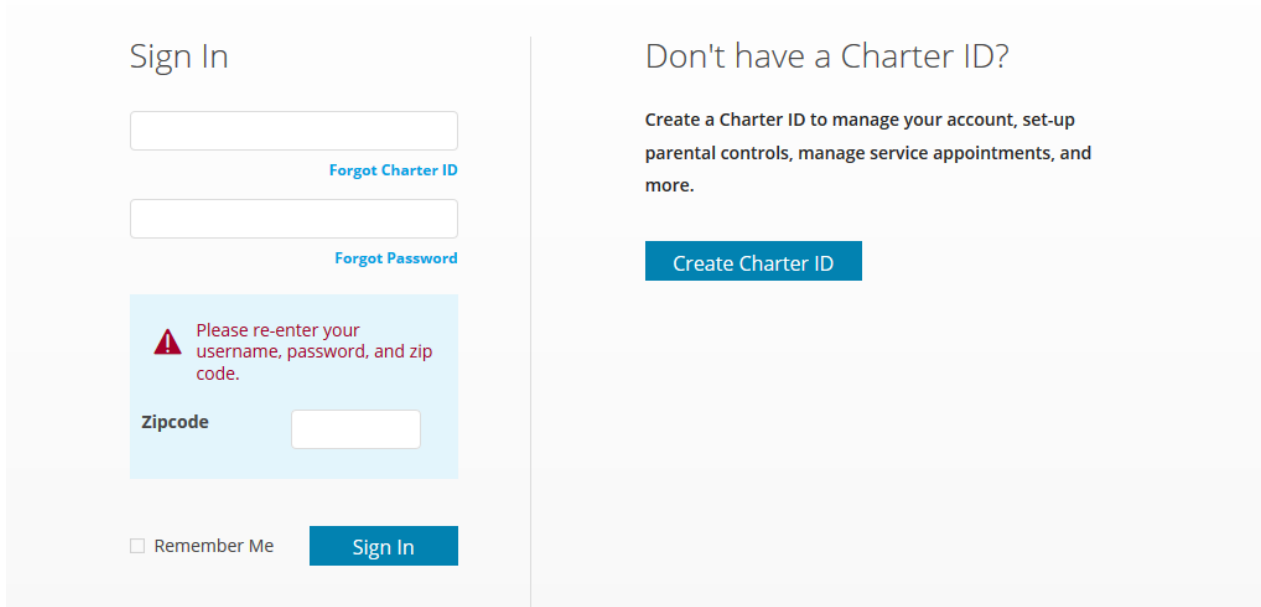 Sign In
Forgot Charter ID
Forgot Password
Please re-enter your
username, password, and zip
code.
Zipcode
Remember Me
Sign In
Don't have a Charter ID?
Create a Charter ID to manage your account, set-up
parental controls, manage service appointments, and
more.
Create Charter ID